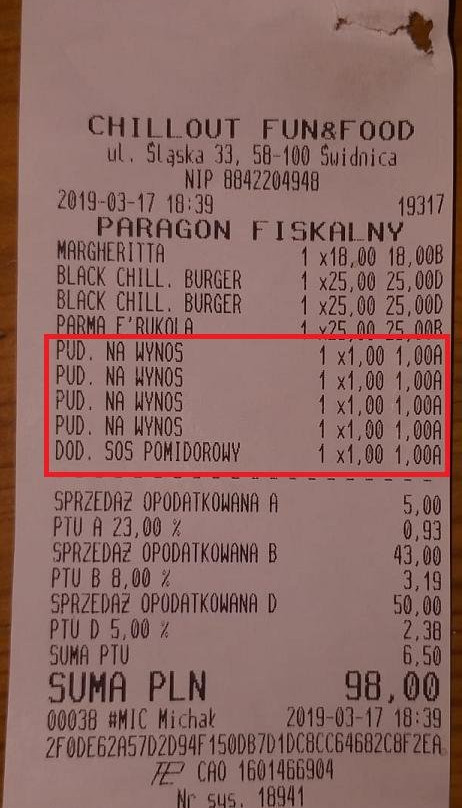 CHILLOUT FUN&FOOD
ul. Śląska 33, 58-100 Świdnica
NIP 8842204948
2019-03-17 18:39 19317
PARAGON FISKALNY
MARGHERITTA 1 x18,00 18,00B
BLACK CHILL. BURGER 1 x25,00 25,00D
BLACK CHILL. BURGER 1 x25,00 25,00D
PARMA E'RUKOLA 1 x25,00 25,00B
PUD. NA WYNOS 1 x1,00 1,00A
PUD. NA WYNOS 1 x1,00 1,00A
PUD. NA WYNOS 1 x1,00 1,00A
PUD. NA WYNOS 1 x1,00 1,00A
DOD. SOS POMIDOROWY 1 x1,00 1,00A
SPRZEDAŻ OPODATKOWANA A 5,00
PTU A 23,00 % 0,93
SPRZEDAŻ OPODATKOWANA B 43,00
PTU B 8,00 % 3,19
SPRZEDAŻ OPODATKOWANA D 50,00
PTU D 5,00 % 2,38
SUMA PTU 6,50
SUMA PLN 98,00
00038 #MIC Michał 2019-03-17 18:39
2F0DE62A57D2D94F150DB7D1DC8CC64682C8F2EA
CAO 1601466904
Nr sys. 18941